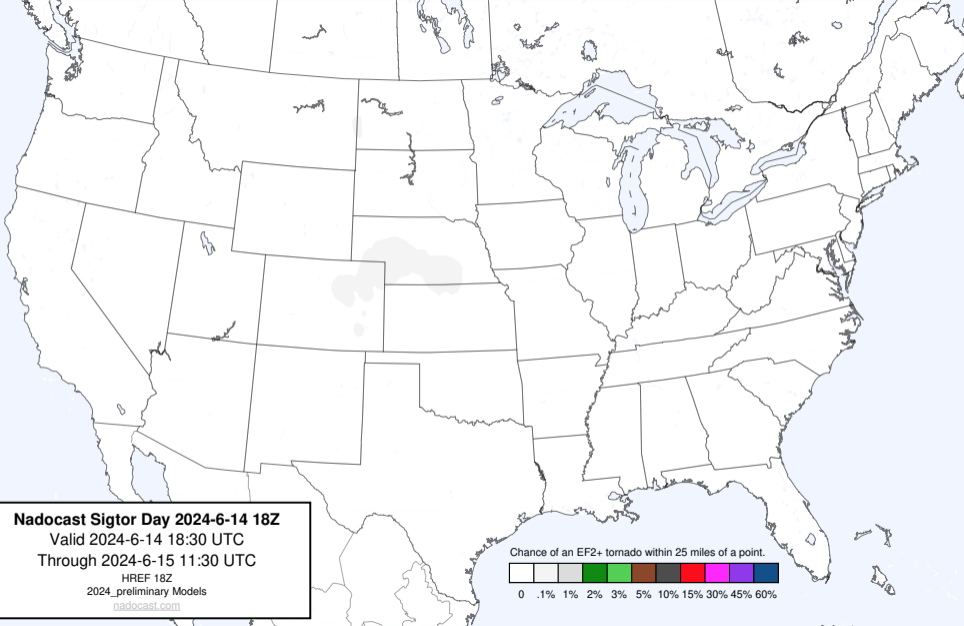 Nadocast Sigtor Day 2024-6-14 18Z
Valid 2024-6-14 18:30 UTC
Through 2024-6-15 11:30 UTC
HREF 18Z
2024_preliminary Models
nadocast.com
Chance of an EF2+ tornado within 25 miles of a point.
0 .1% 1% 2% 3% 5% 10% 15% 30% 45% 60%